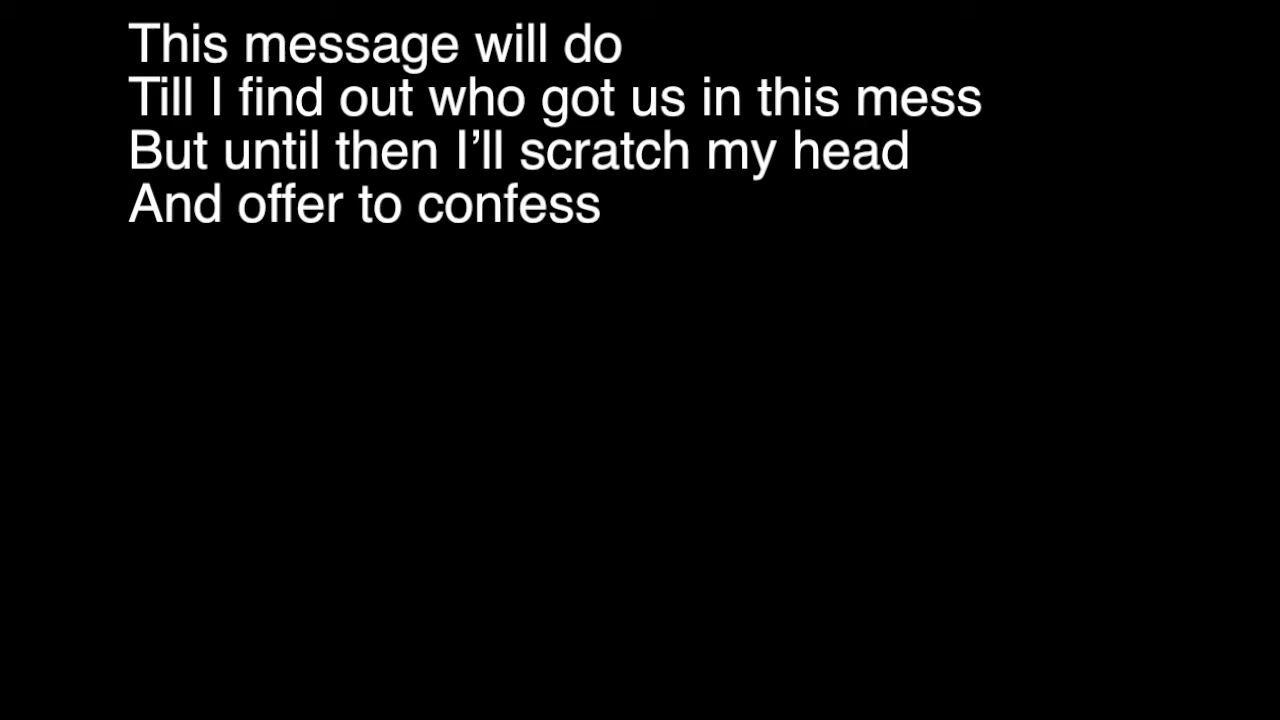 This message will do
Till I find out who got us in this mess
But until then I’ll scratch my head
And offer to confess